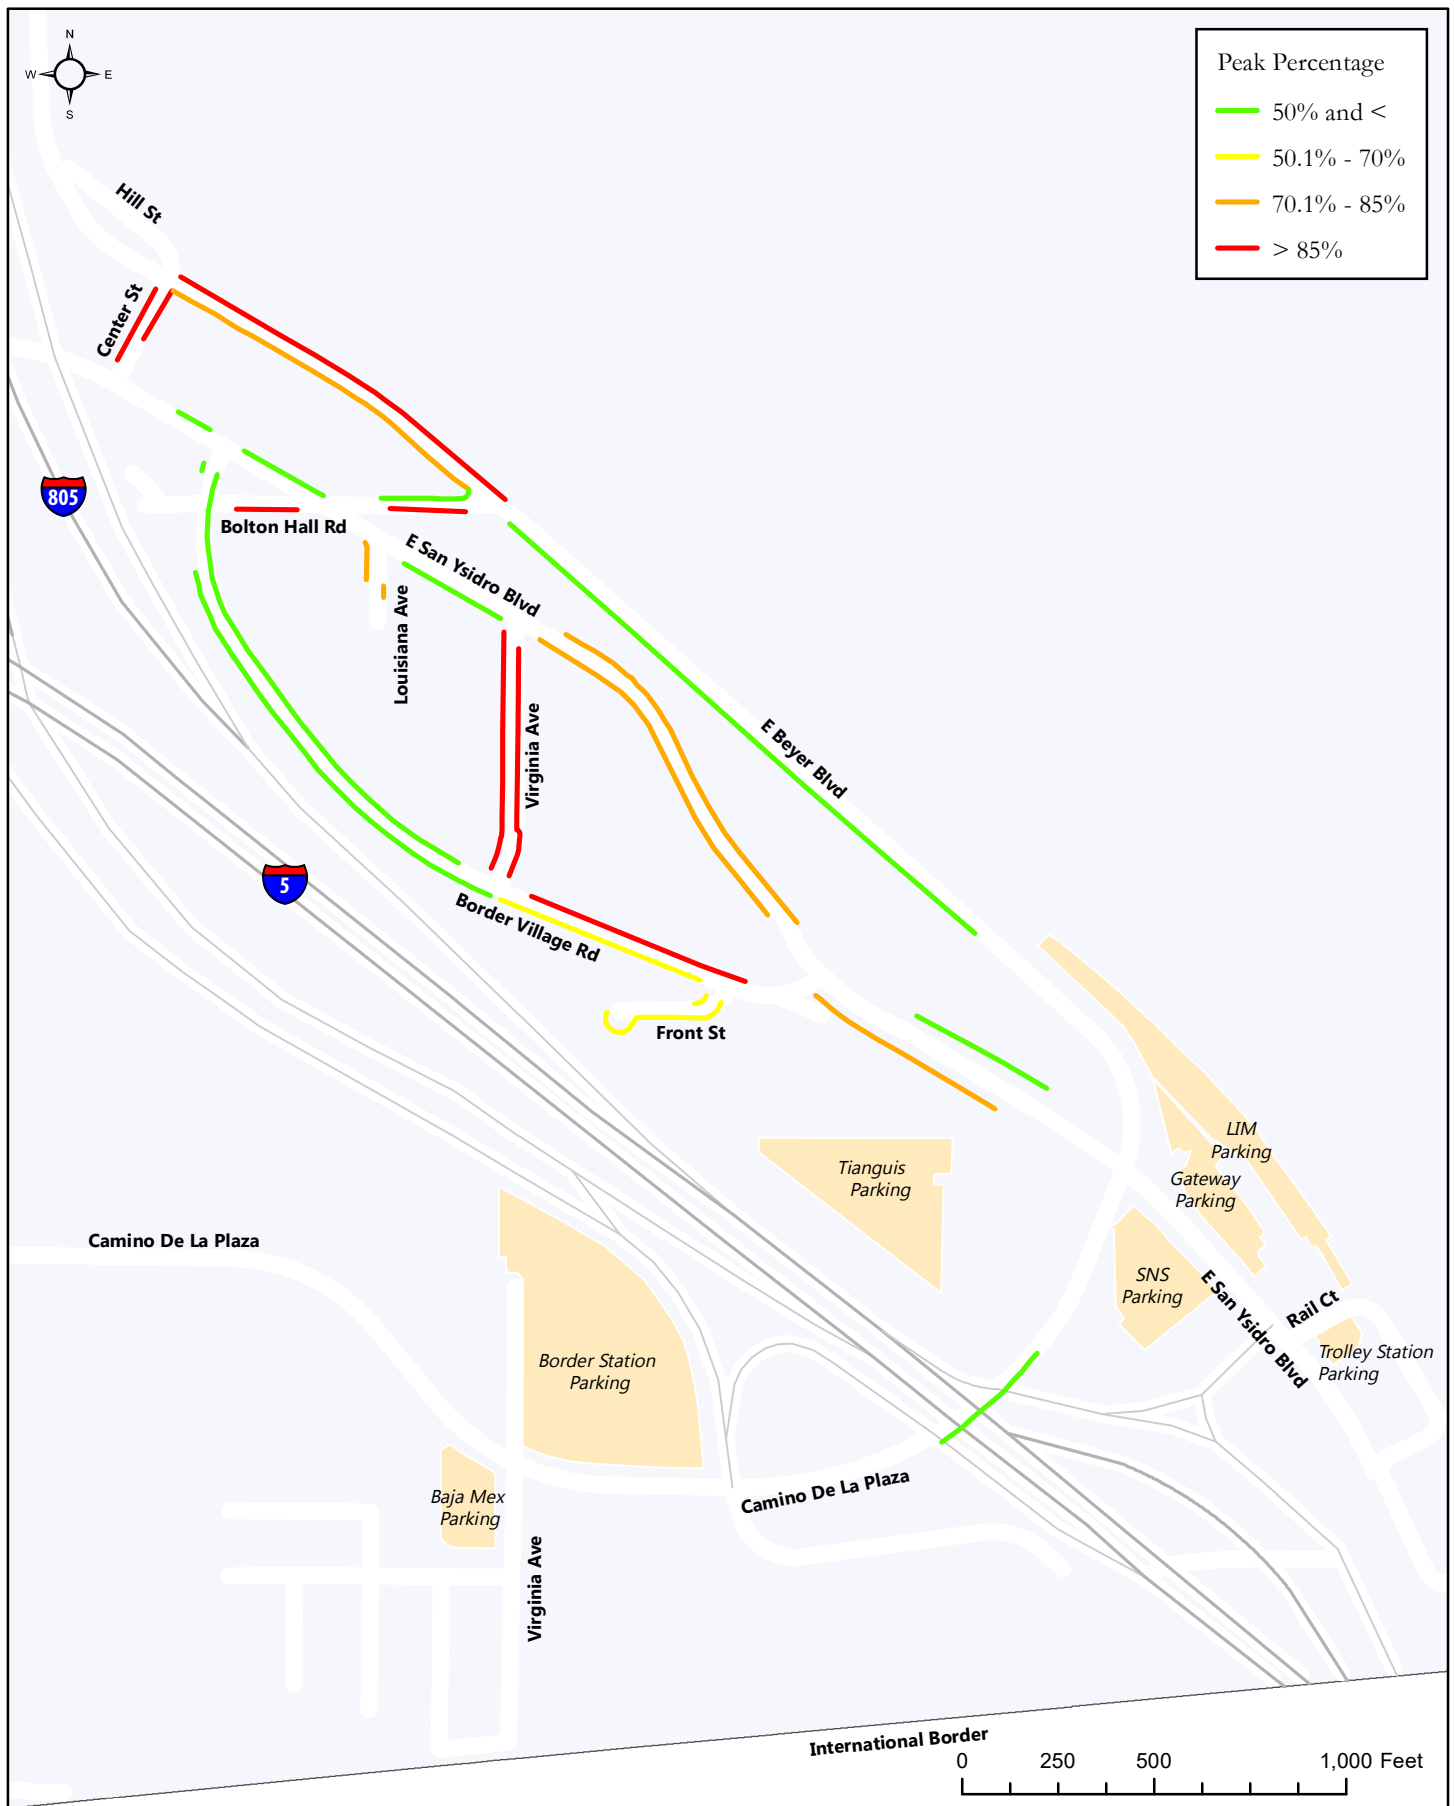 N
W
E
S
Peak Percentage
50% and <
50.1% - 70%
70.1% - 85%
> 85%
Hill St
Center St
805
Bolton Hall Rd
E San Ysidro Blvd
Louisiana Ave
Virginia Ave
E Beyer Blvd
5
Border Village Rd
Front St
LIM
Parking
Tianguis
Parking
Gateway
Parking
Camino De La Plaza
SNS
Parking
E San Ysidro Blvd
Rail Ct
Trolley Station
Parking
Border Station
Parking
Baja Mex
Parking
Camino De La Plaza
Virginia Ave
International Border
0
250
500
1,000 Feet